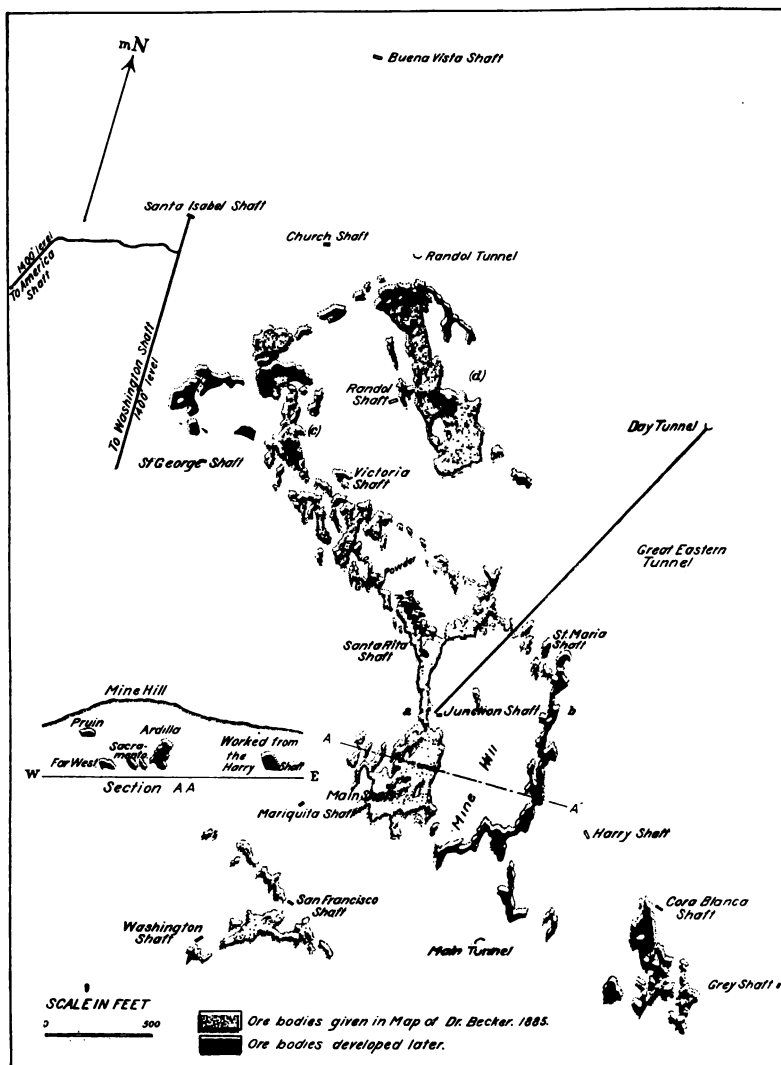 mN
Buena Vista Shaft
Santa Isabel Shaft
Church Shaft
Randol Tunnel
1400' level
To America
Shaft
To Washington Shaft
1400' level
Randol
Shaft
(d)
(c)
Day Tunnel
St George Shaft
Victoria
Shaft
Great Eastern
Tunnel
Powder
Santa Rita
Shaft
St. Maria
Shaft
a
Junction Shaft
b
Mine Hill
Pruin
Ardilla
Sacra-
mento
Far West
Worked from
the
Harry Shaft
W
E
Section AA
A
A'
Main Shaft
Mariquita Shaft
Mine Hill
Harry Shaft
San Francisco
Shaft
Washington
Shaft
Main Tunnel
Cora Blanca
Shaft
Grey Shaft
SCALE IN FEET
0 500
Ore bodies given in Map of Dr. Becker. 1885.
Ore bodies developed later.